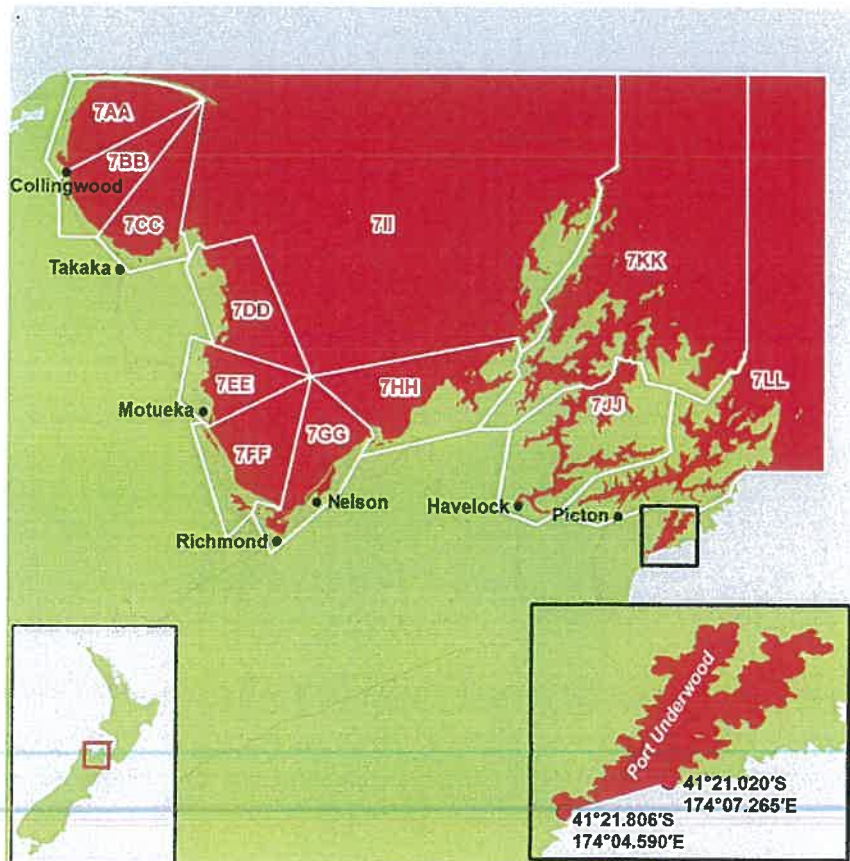 7AA
7BB
Collingwood
7CC
7II
Takaka
7KK
7DD
7EE
7HH
7LL
Motueka
7JJ
7GG
7FF
Nelson
Havelock
Picton
Richmond
Port Underwood
41°21.020'S
174°07.265'E
41°21.806'S
174°04.590'E